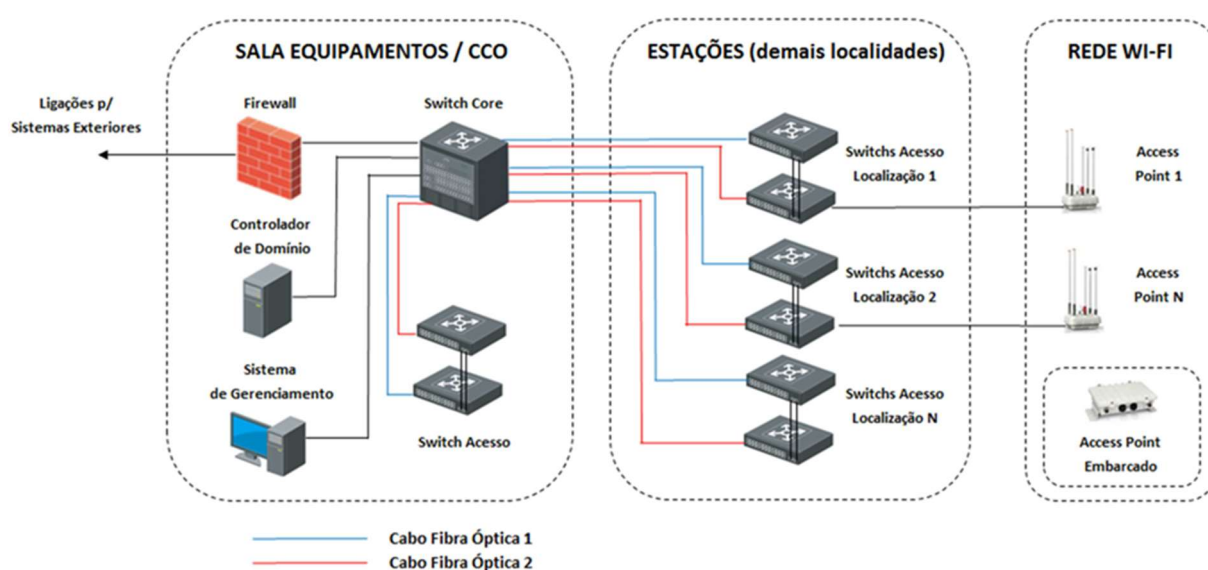 SALA EQUIPAMENTOS / CCO
ESTAÇÕES (demais localidades)
REDE WI-FI
Ligações p/
Sistemas Exteriores
Firewall
Switch Core
Controlador
de Domínio
Sistema
de Gerenciamento
Switch Acesso
Switchs Acesso
Localização 1
Switchs Acesso
Localização 2
Switchs Acesso
Localização N
Access
Point 1
Access
Point N
Access Point
Embarcado
Cabo Fibra Óptica 1
Cabo Fibra Óptica 2